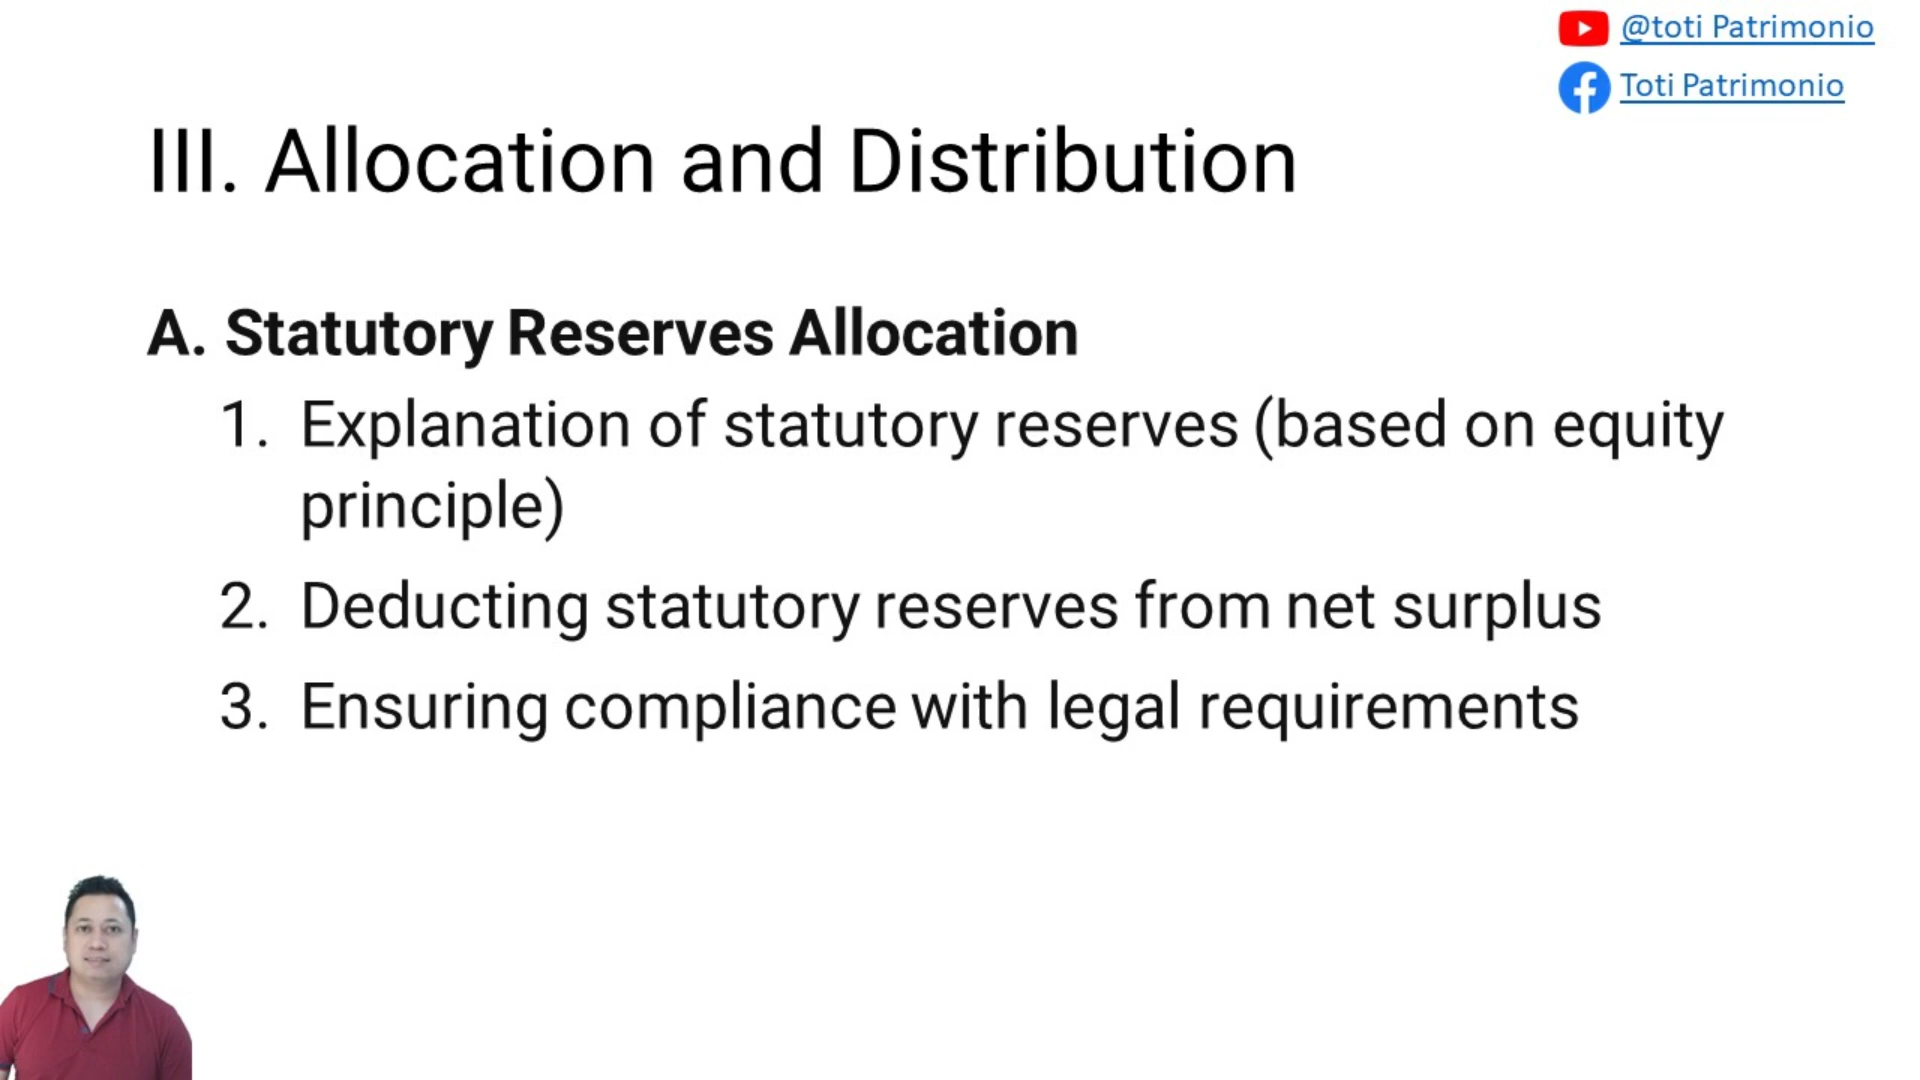 @toti Patrimonio
Toti Patrimonio
III. Allocation and Distribution
A. Statutory Reserves Allocation
1. Explanation of statutory reserves (based on equity
principle)
2. Deducting statutory reserves from net surplus
3. Ensuring compliance with legal requirements